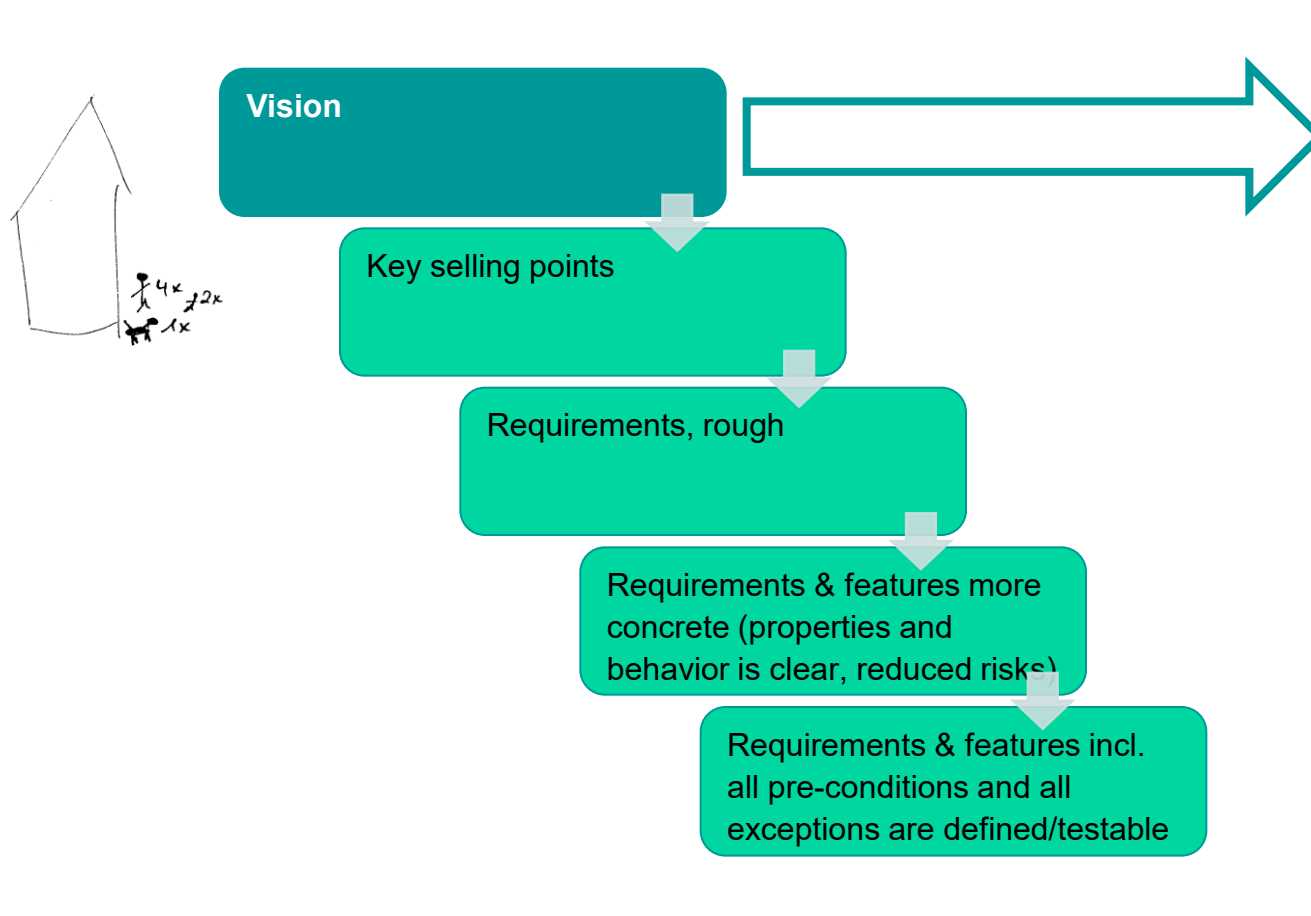 Vision
Key selling points
4x
2x
1x
Requirements, rough
Requirements & features more
concrete (properties and
behavior is clear, reduced risks)
Requirements & features incl.
all pre-conditions and all
exceptions are defined/testable